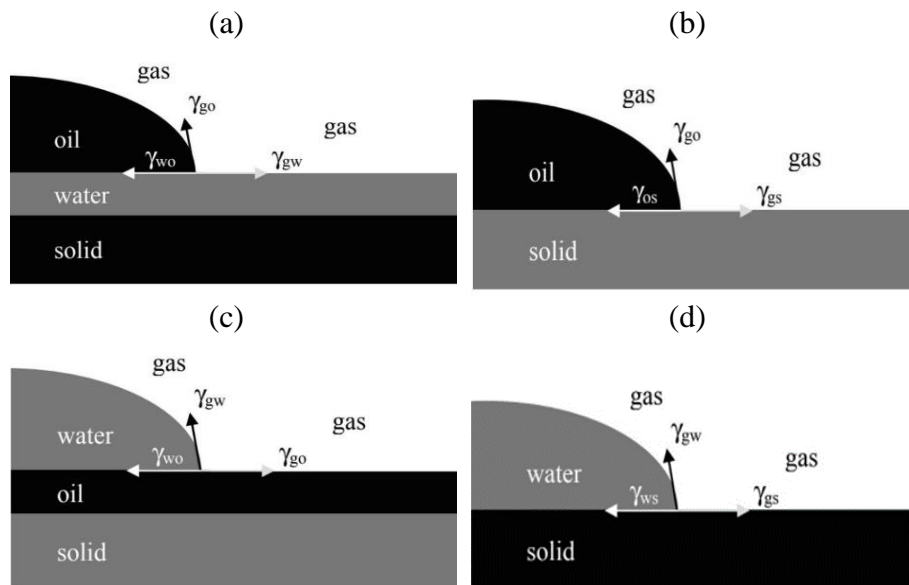 (a)
gas
γgo
gas
oil
γwo
γgw
water
solid
(b)
gas
γgo
gas
oil
γos
γgs
solid
(c)
gas
γgw
gas
water
γwo
γgo
oil
solid
(d)
gas
γgw
gas
water
γws
γgs
solid